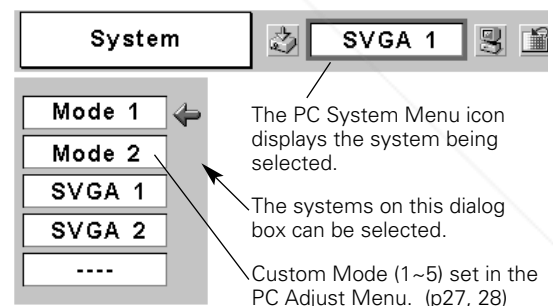 System
SVGA 1
Mode 1
Mode 2
SVGA 1
SVGA 2
----
The PC System Menu icon
displays the system being
selected.
The systems on this dialog
box can be selected.
Custom Mode (1~5) set in the
PC Adjust Menu. (p27, 28)